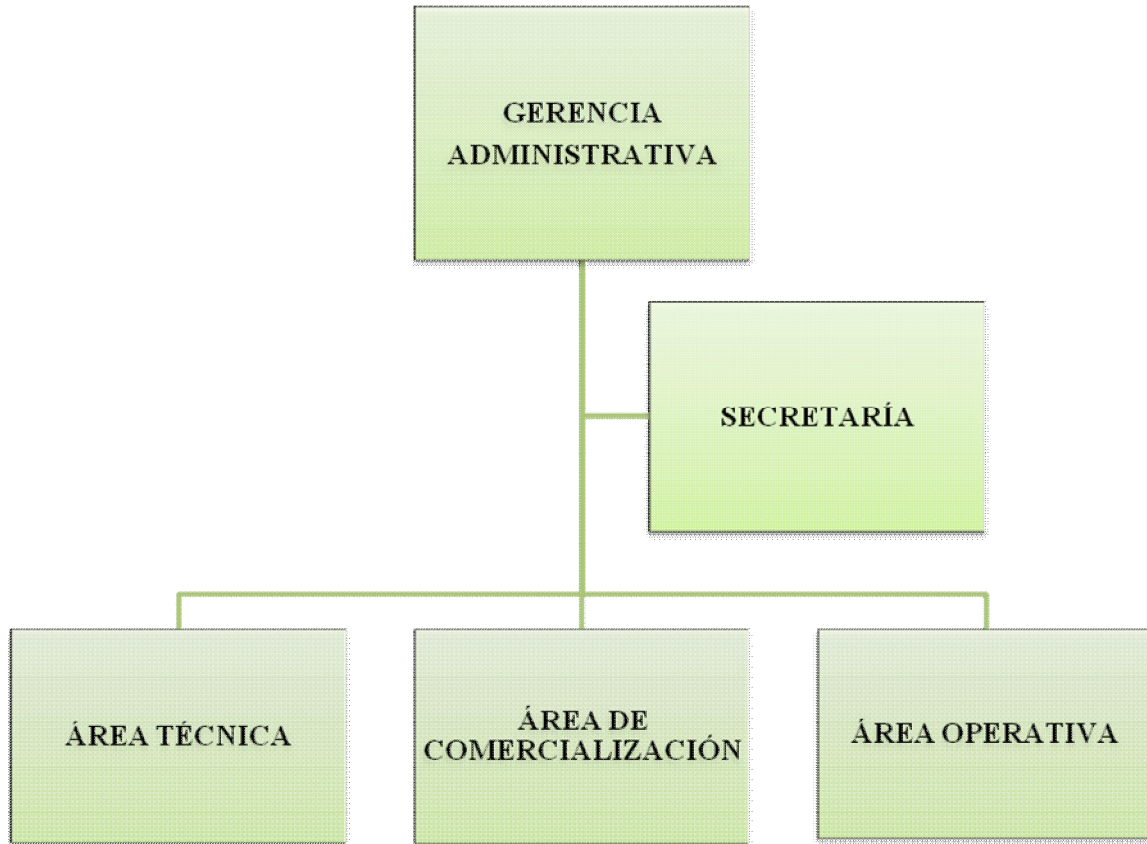 GERENCIA
ADMINISTRATIVA
SECRETARÍA
ÁREA TÉCNICA
ÁREA DE
COMERCIALIZACIÓN
ÁREA OPERATIVA